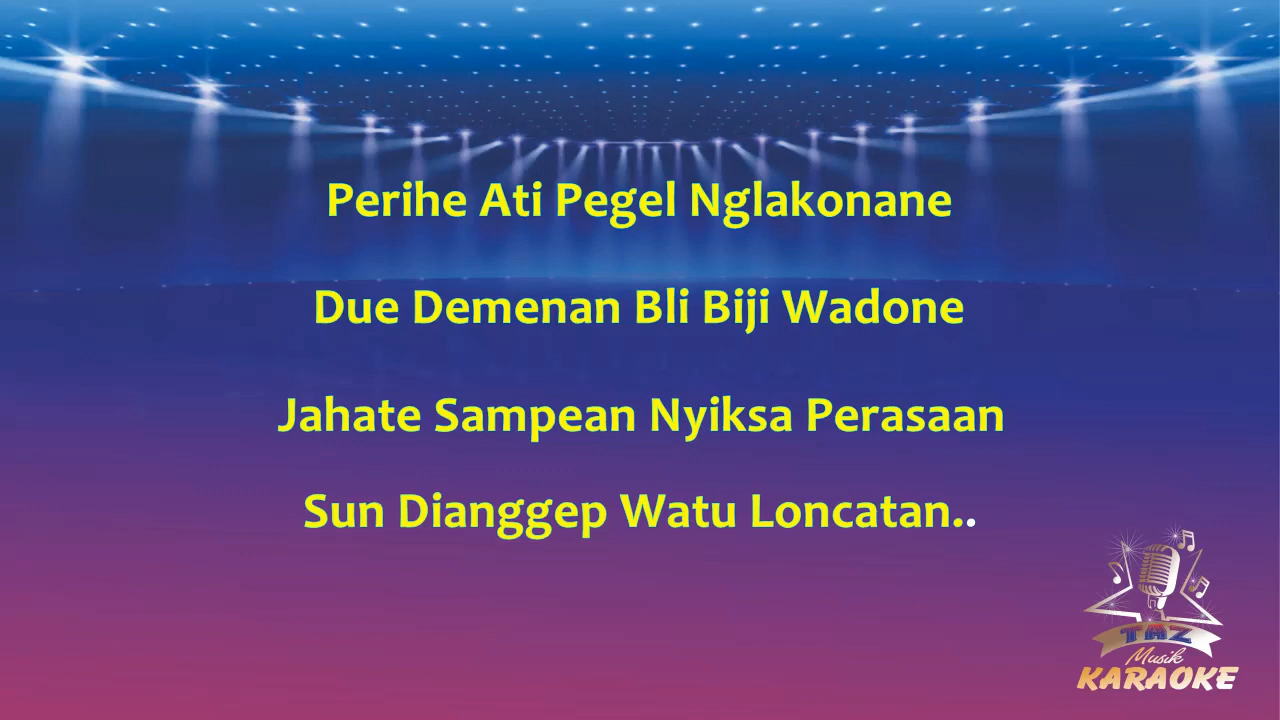 Perihe Ati Pegel Nglakonane
Due Demenan Bli Biji Wadone
Jahate Sampean Nyiksa Perasaan
Sun Dianggep Watu Loncatan..
TMZ
Musik
KARAOKE